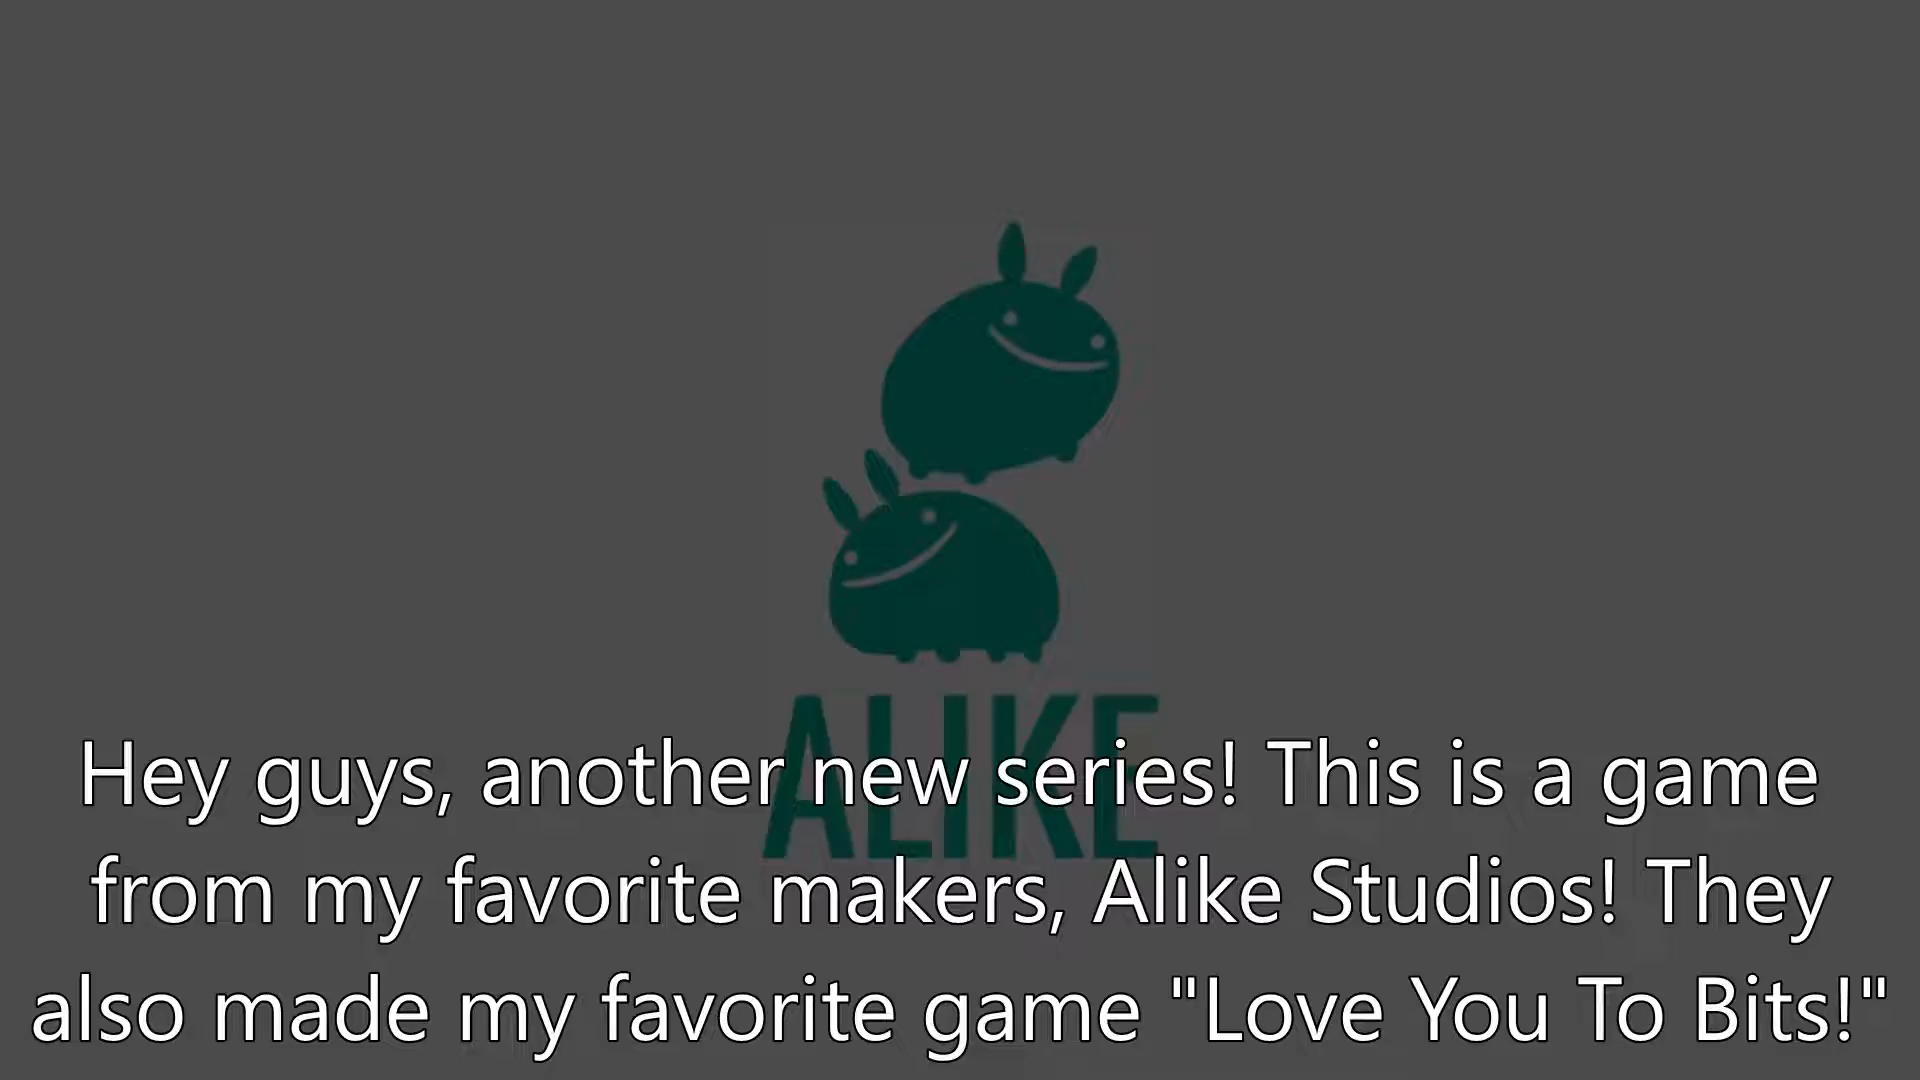 ALIKE
Hey guys, another new series! This is a game
from my favorite makers, Alike Studios! They
also made my favorite game "Love You To Bits!"